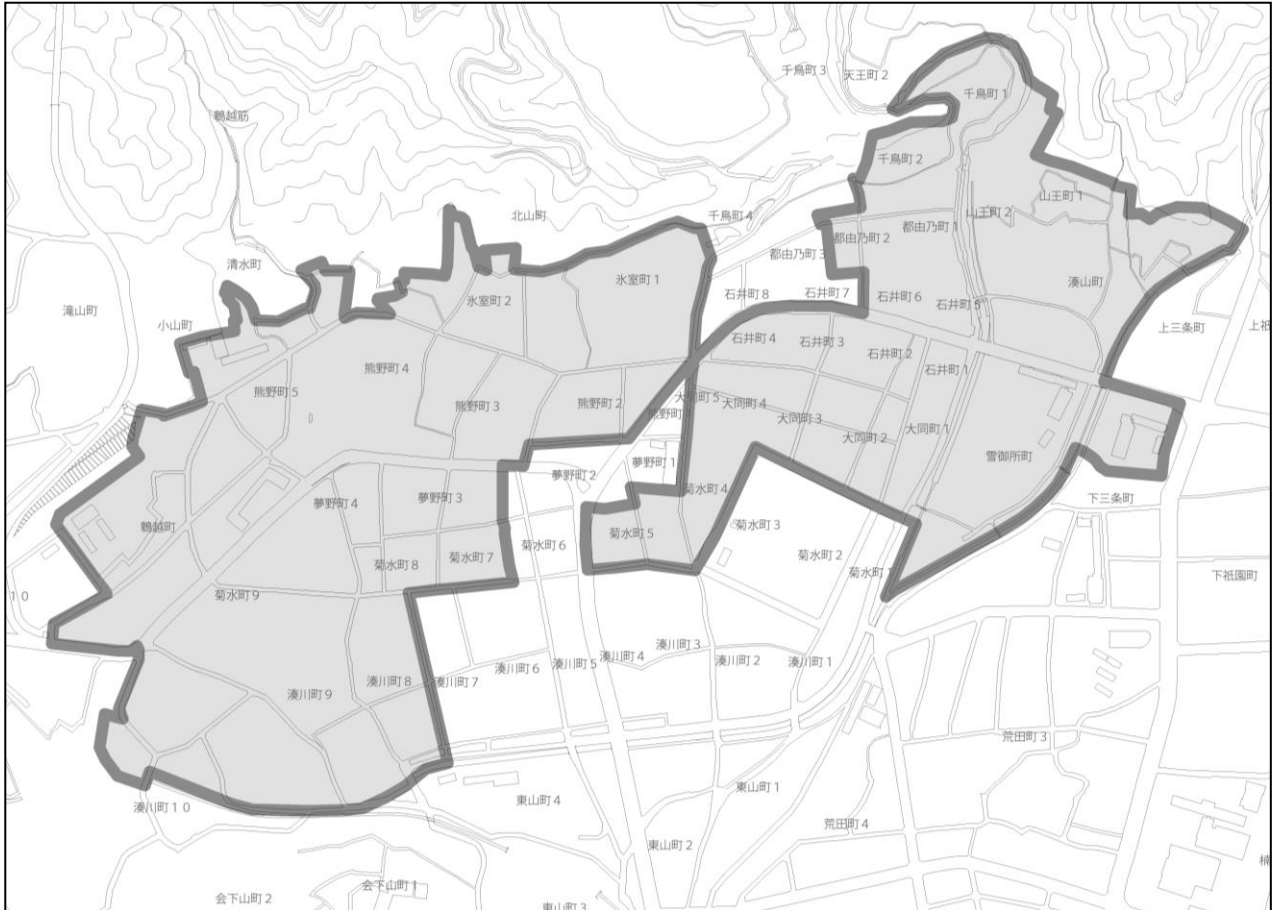 千鳥町３
天王町２
千鳥町１
鵯越筋
千鳥町２
山王町１
北山町
千鳥町４
山王町２
都由乃町１
都由乃町２
都由乃町３
清水町
湊山町
氷室町１
氷室町２
石井町８
石井町７
石井町６
石井町５
滝山町
小山町
上三条町
上祇
石井町４
石井町３
石井町２
石井町１
熊野町４
熊野町５
熊野町３
熊野町２
大同町５
大同町４
大同町３
大同町２
大同町１
雪御所町
夢野町１
夢野町２
夢野町３
夢野町４
菊水町４
下三条町
鵯越町
菊水町５
菊水町３
菊水町６
菊水町７
菊水町８
菊水町２
菊水町１
下祇園町
１０
菊水町９
湊川町３
湊川町４
湊川町２
湊川町１
湊川町５
湊川町６
湊川町７
湊川町８
湊川町９
荒田町３
東山町１
東山町４
湊川町１０
荒田町４
東山町２
楠
会下山町１
会下山町２
東山町３